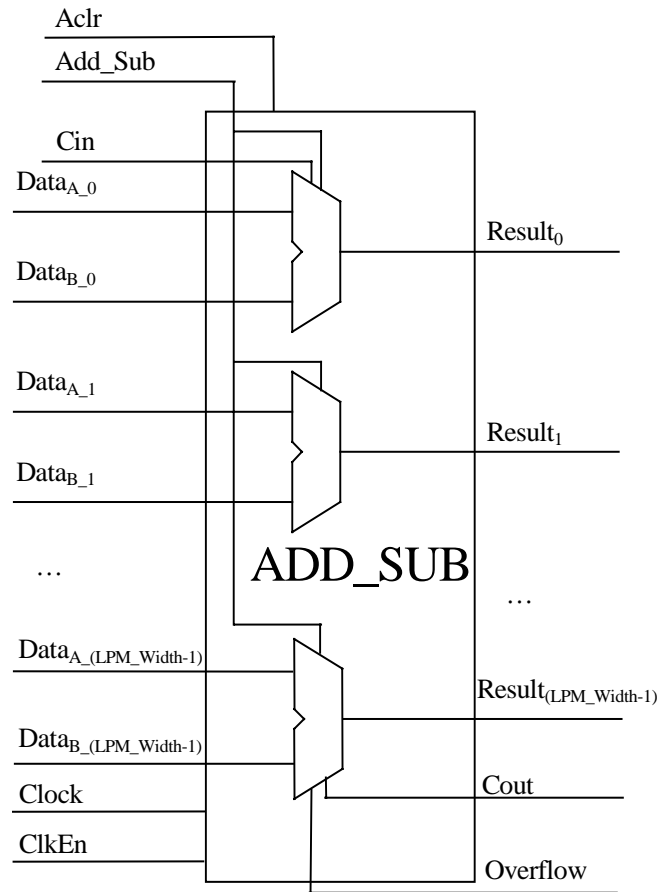 Aclr
Add_Sub
Cin
DataA_0
Result0
DataB_0
DataA_1
Result1
DataB_1
ADD_SUB
...
...
DataA_(LPM_Width-1)
Result(LPM_Width-1)
DataB_(LPM_Width-1)
Clock
Cout
ClkEn
Overflow